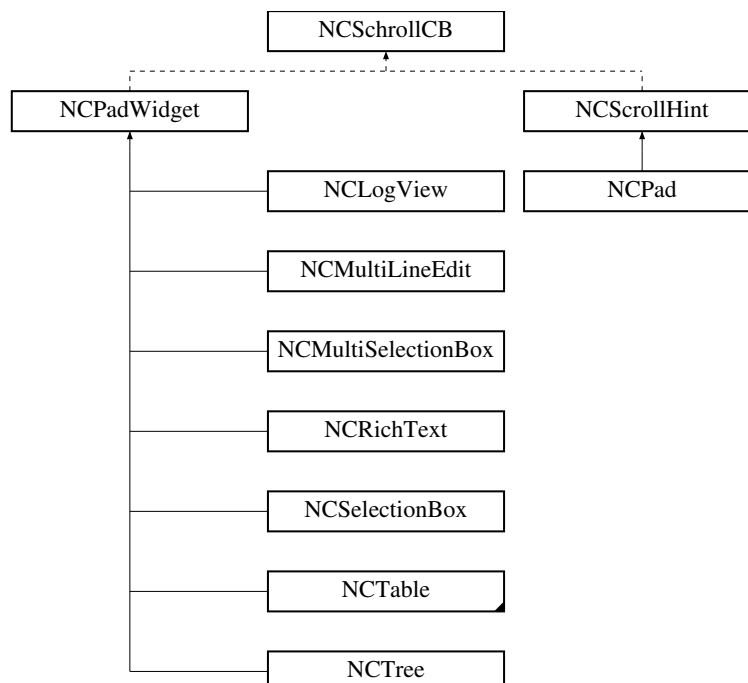 NCSchrollCB
NCPadWidget
NCScrollHint
NCLogView
NCPad
NCMultiLineEdit
NCMultiSelectionBox
NCRichText
NCSelectionBox
NCTable
NCTree